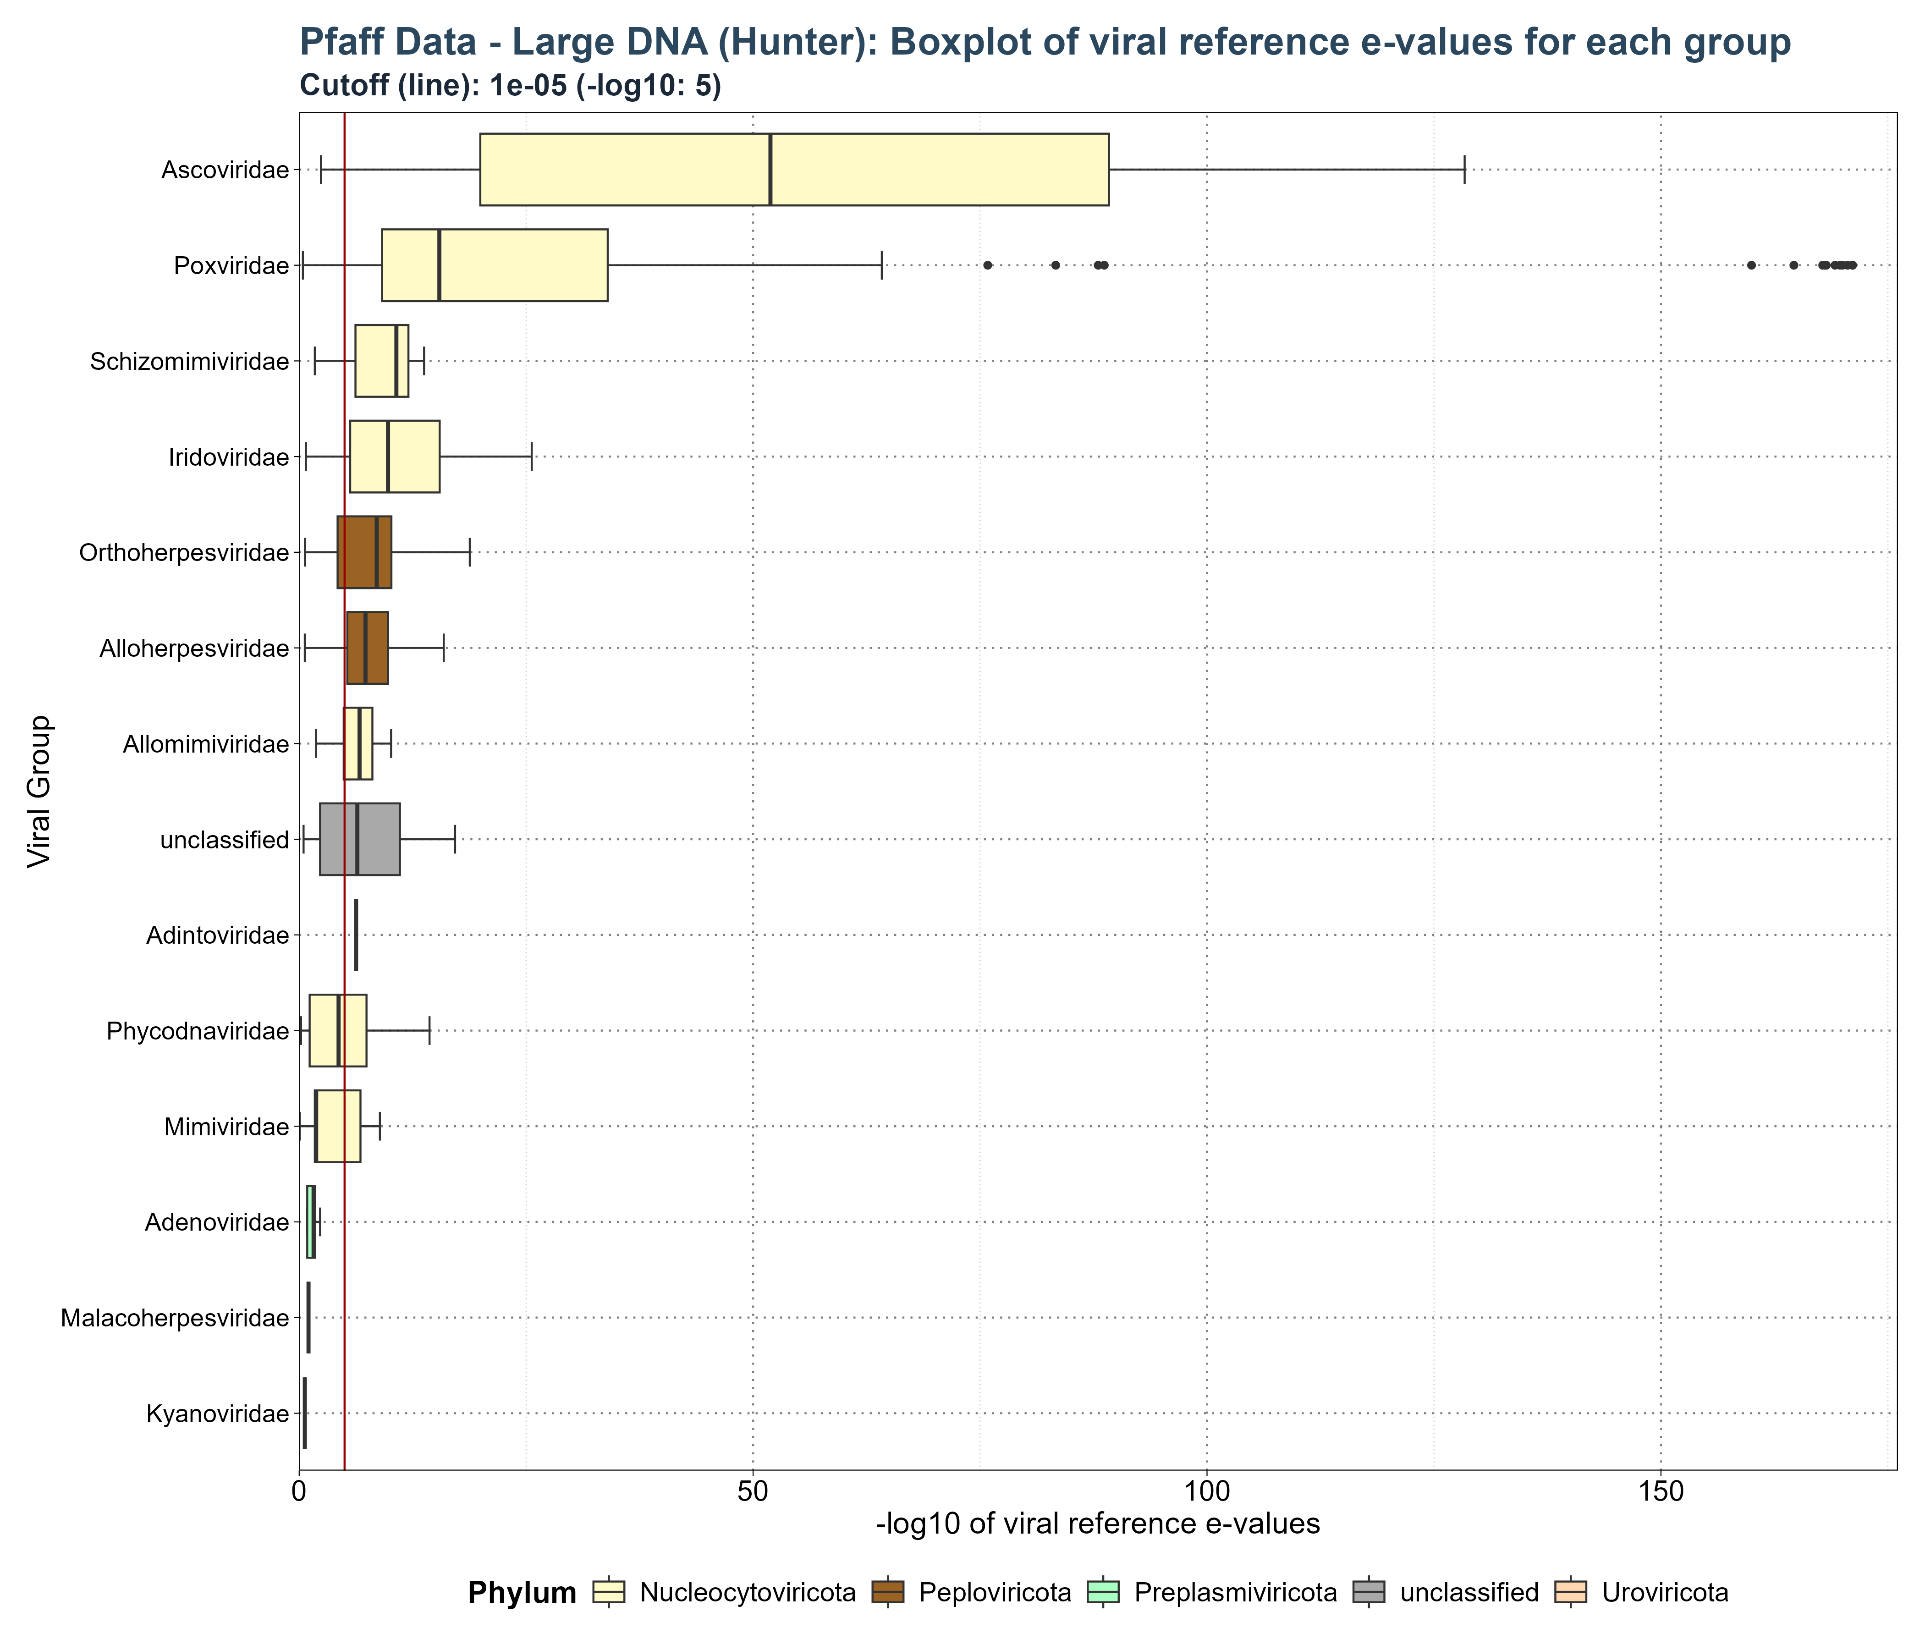 Pfaff Data - Large DNA (Hunter): Boxplot of viral reference e-values for each group
Cutoff (line): 1e-05 (-log10: 5)
Viral Group
Ascoviridae
Poxviridae
Schizomimiviridae
Iridoviridae
Orthoherpesviridae
Alloherpesviridae
Allomimiviridae
unclassified
Adintoviridae
Phycodnaviridae
Mimiviridae
Adenoviridae
Malacoherpesviridae
Kyanoviridae
0 50 100 150
-log10 of viral reference e-values
Phylum Nucleocytoviricota Peploviricota Preplasmiviricota unclassified Uroviricota